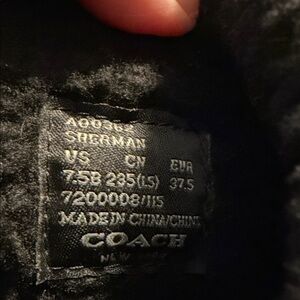 A00362
SHERMAN
US CN EUR
7.5B 235(1.5) 37.5
7200008/115
MADE IN CHINA/CHINE
COACH
NEW YORK